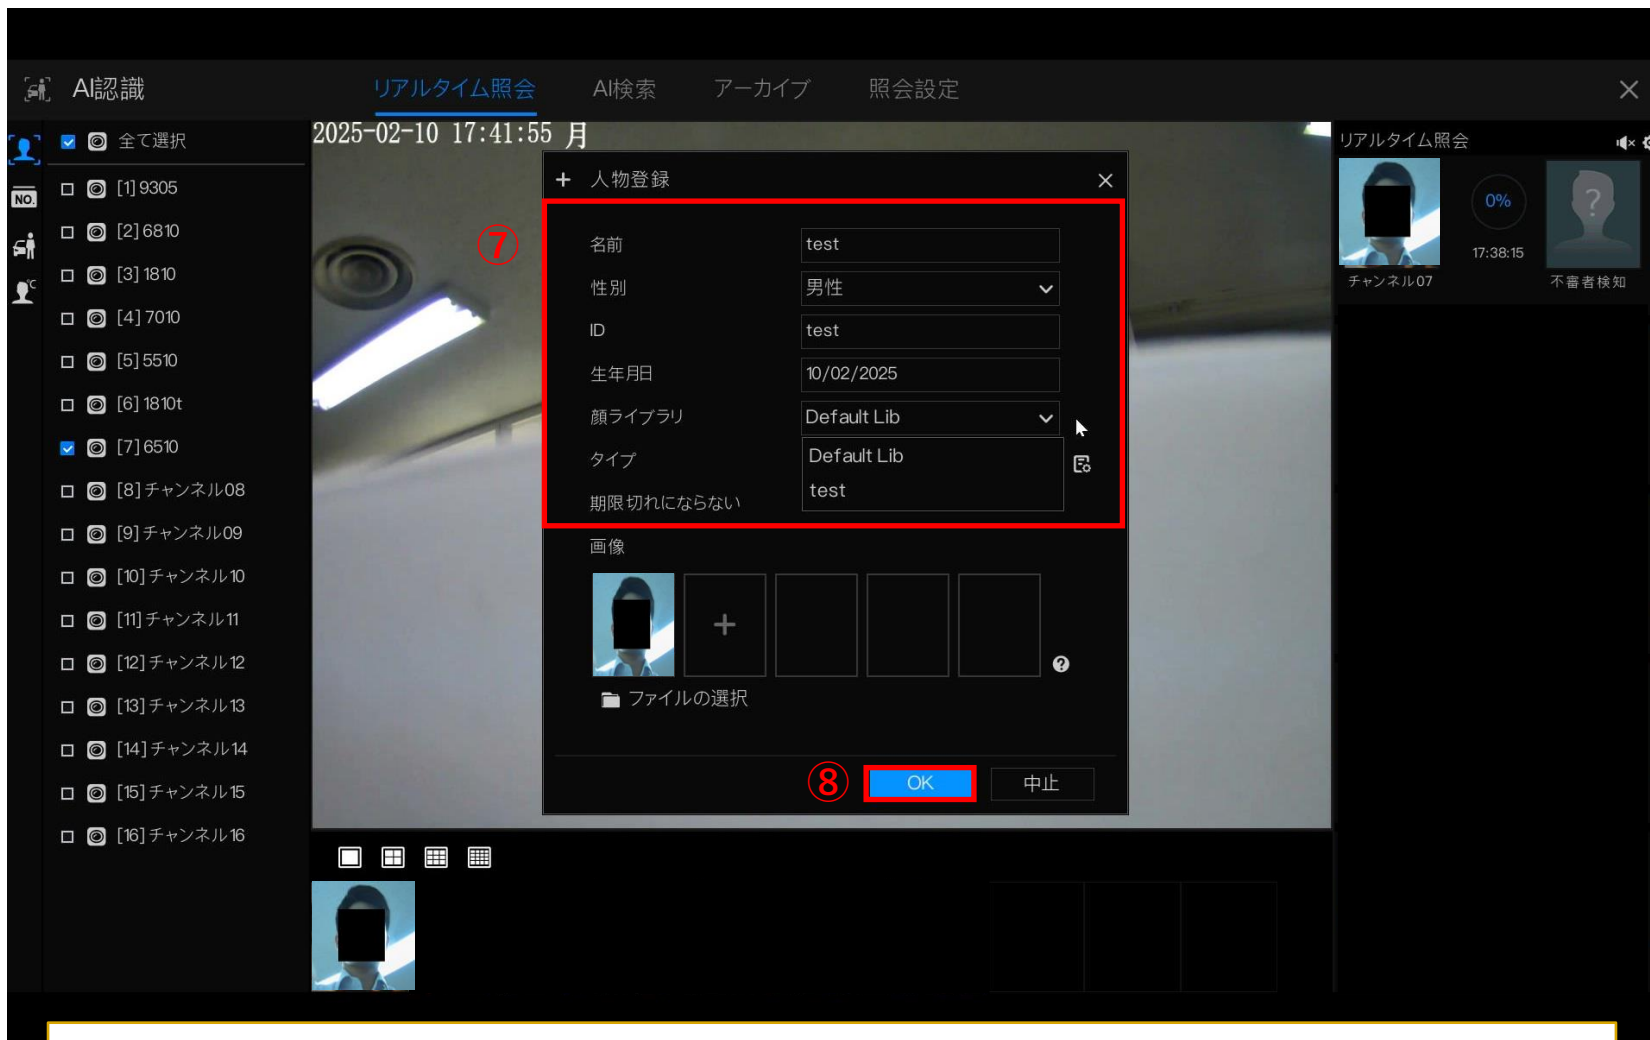 AI認識
リアルタイム照会
AI検索
アーカイブ
照会設定
全て選択
[1] 9305
[2] 6810
[3] 1810
[4] 7010
[5] 5510
[6] 1810t
[7] 6510
[8] チャンネル08
[9] チャンネル09
[10] チャンネル10
[11] チャンネル11
[12] チャンネル12
[13] チャンネル13
[14] チャンネル14
[15] チャンネル15
[16] チャンネル16
NO.
℃
2025-02-10 17:41:55 月
人物登録
⑦
名前 test
性別 男性
ID test
生年月日 10/02/2025
顔ライブラリ Default Lib
タイプ Default Lib
test
期限切れにならない
画像
ファイルの選択
⑧
OK
中止
リアルタイム照会
0%
17:38:15
チャンネル07
不審者検知